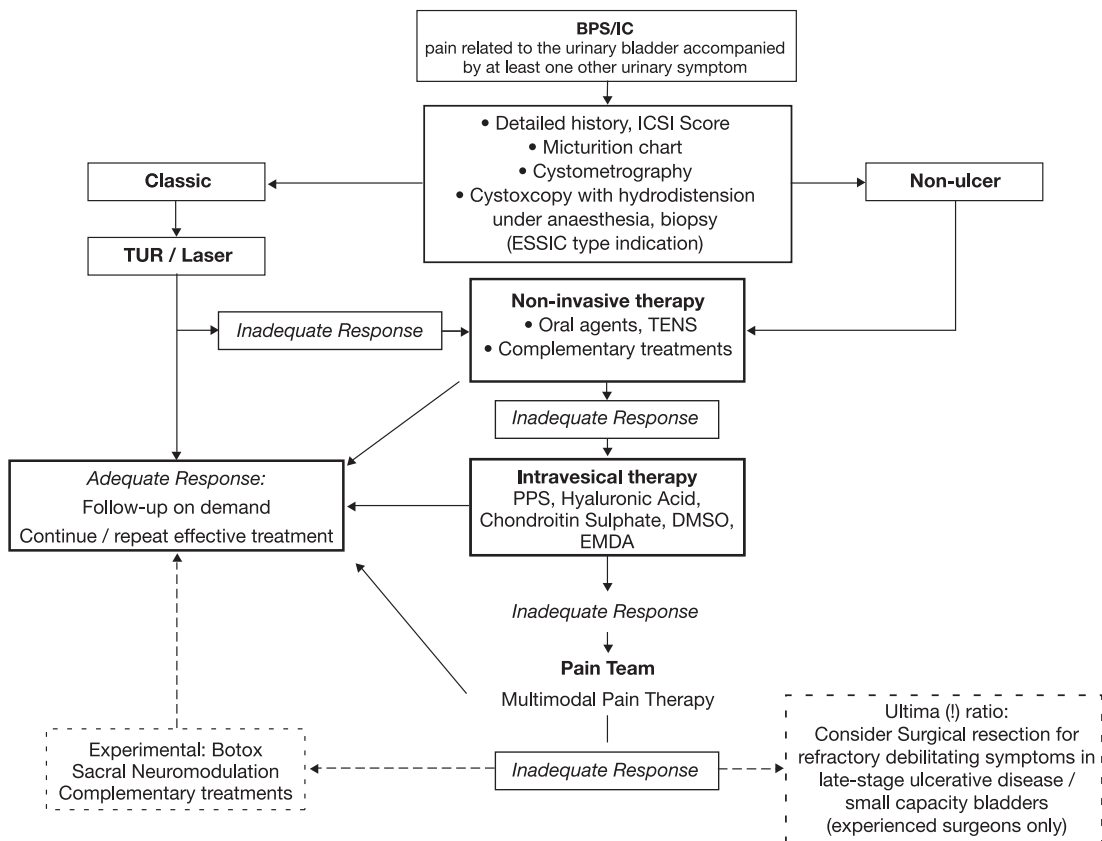 BPS/IC
pain related to the urinary bladder accompanied
by at least one other urinary symptom
• Detailed history, ICSI Score
• Micturition chart
• Cystometrography
• Cystoxcopy with hydrodistension
under anaesthesia, biopsy
(ESSIC type indication)
Classic
Non-ulcer
TUR / Laser
Non-invasive therapy
• Oral agents, TENS
• Complementary treatments
Inadequate Response
Inadequate Response
Adequate Response:
Follow-up on demand
Continue / repeat effective treatment
Intravesical therapy
PPS, Hyaluronic Acid,
Chondroitin Sulphate, DMSO,
EMDA
Inadequate Response
Pain Team
Multimodal Pain Therapy
Experimental: Botox
Sacral Neuromodulation
Complementary treatments
Inadequate Response
Ultima (!) ratio:
Consider Surgical resection for
refractory debilitating symptoms in
late-stage ulcerative disease /
small capacity bladders
(experienced surgeons only)